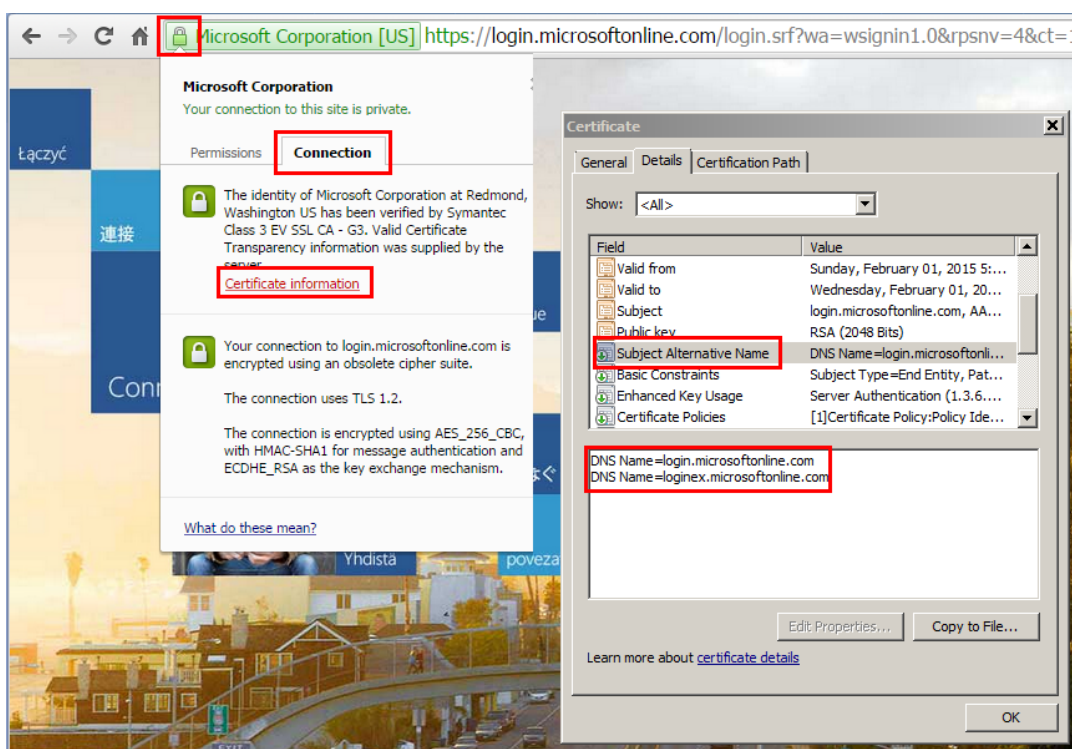 Microsoft Corporation [US] https://login.microsoftonline.com/login.srf?wa=wsignin1.0&rpsnv=4&ct=
Microsoft Corporation
Your connection to this site is private.
Permissions Connection
The identity of Microsoft Corporation at Redmond,
Washington US has been verified by Symantec
Class 3 EV SSL CA - G3. Valid Certificate
Transparency information was supplied by the
server.
Certificate information
Your connection to login.microsoftonline.com is
encrypted using an obsolete cipher suite.
The connection uses TLS 1.2.
The connection is encrypted using AES_256_CBC,
with HMAC-SHA1 for message authentication and
ECDHE_RSA as the key exchange mechanism.
What do these mean?
Łączyć
連接
Conn
ue
まぐ
Yhdistä
poveza
EXIT
Certificate
General Details Certification Path
Show: <All>
Field Value
Valid from Sunday, February 01, 2015 5:...
Valid to Wednesday, February 01, 20...
Subject login.microsoftonline.com, AA...
Public key RSA (2048 Bits)
Subject Alternative Name DNS Name=login.microsoftonli...
Basic Constraints Subject Type=End Entity, Pat...
Enhanced Key Usage Server Authentication (1.3.6....
Certificate Policies [1]Certificate Policy:Policy Ide...
DNS Name=login.microsoftonline.com
DNS Name=loginex.microsoftonline.com
Edit Properties... Copy to File...
Learn more about certificate details
OK